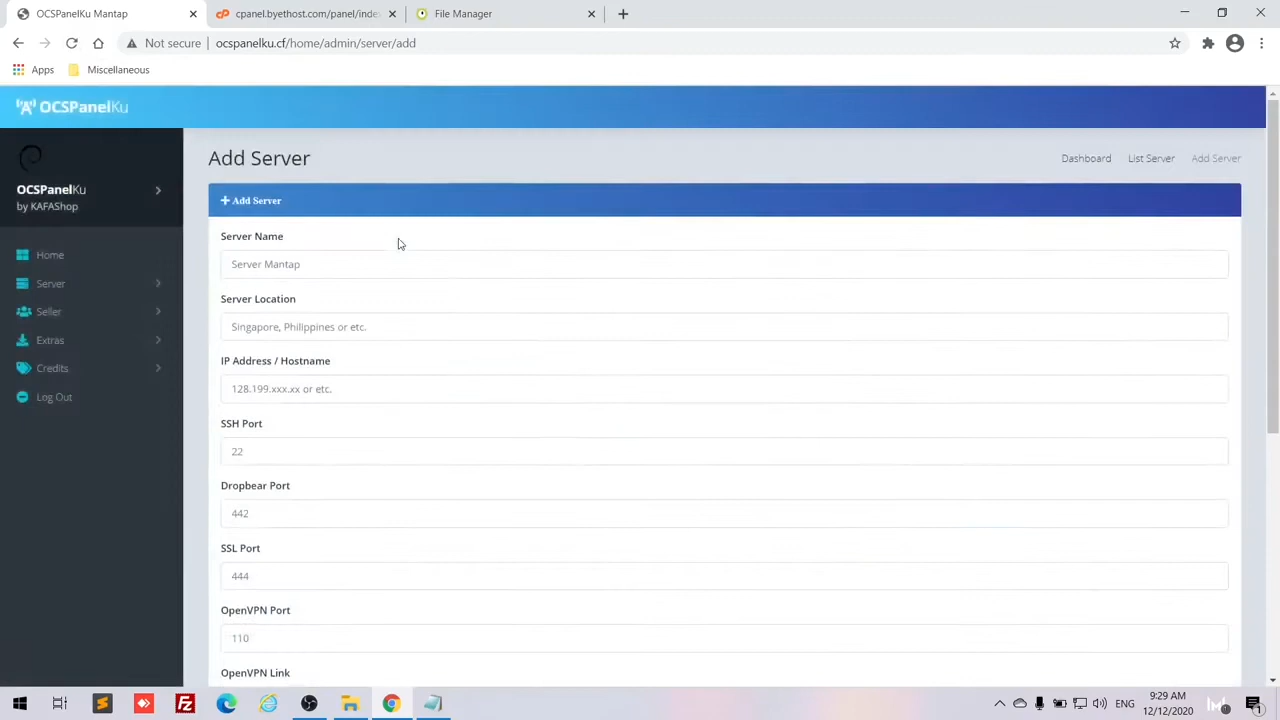 OCSPanelKu Mantap
cpanel.byethost.com/panel/inde
File Manager
Not secure
ocspanelku.cf/home/admin/server/add
Apps
Miscellaneous
OCSPanelKu
OCSPanelKu
by KAFAShop
Home
Server
Seller
Extras
Credits
Log Out
Add Server
Dashboard
List Server
Add Server
Add Server
Server Name
Server Mantap
Server Location
Singapore, Philippines or etc.
IP Address / Hostname
128.199.xxx.xx or etc.
SSH Port
22
Dropbear Port
442
SSL Port
444
OpenVPN Port
110
OpenVPN Link
ENG
9:29 AM
12/12/2020